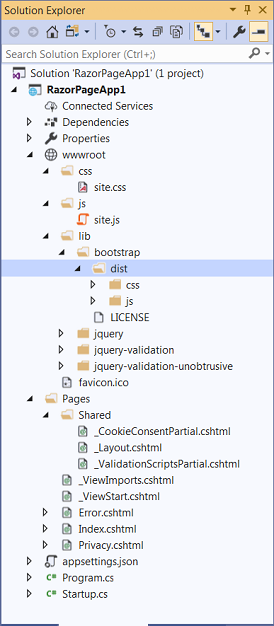 Solution Explorer
Search Solution Explorer (Ctrl+;)
Solution 'RazorPageApp1' (1 project)
RazorPageApp1
Connected Services
Dependencies
Properties
wwwroot
css
site.css
js
site.js
lib
bootstrap
dist
css
js
LICENSE
jquery
jquery-validation
jquery-validation-unobtrusive
favicon.ico
Pages
Shared
_CookieConsentPartial.cshtml
_Layout.cshtml
_ValidationScriptsPartial.cshtml
_ViewImports.cshtml
_ViewStart.cshtml
Error.cshtml
Index.cshtml
Privacy.cshtml
appsettings.json
C# Program.cs
C# Startup.cs